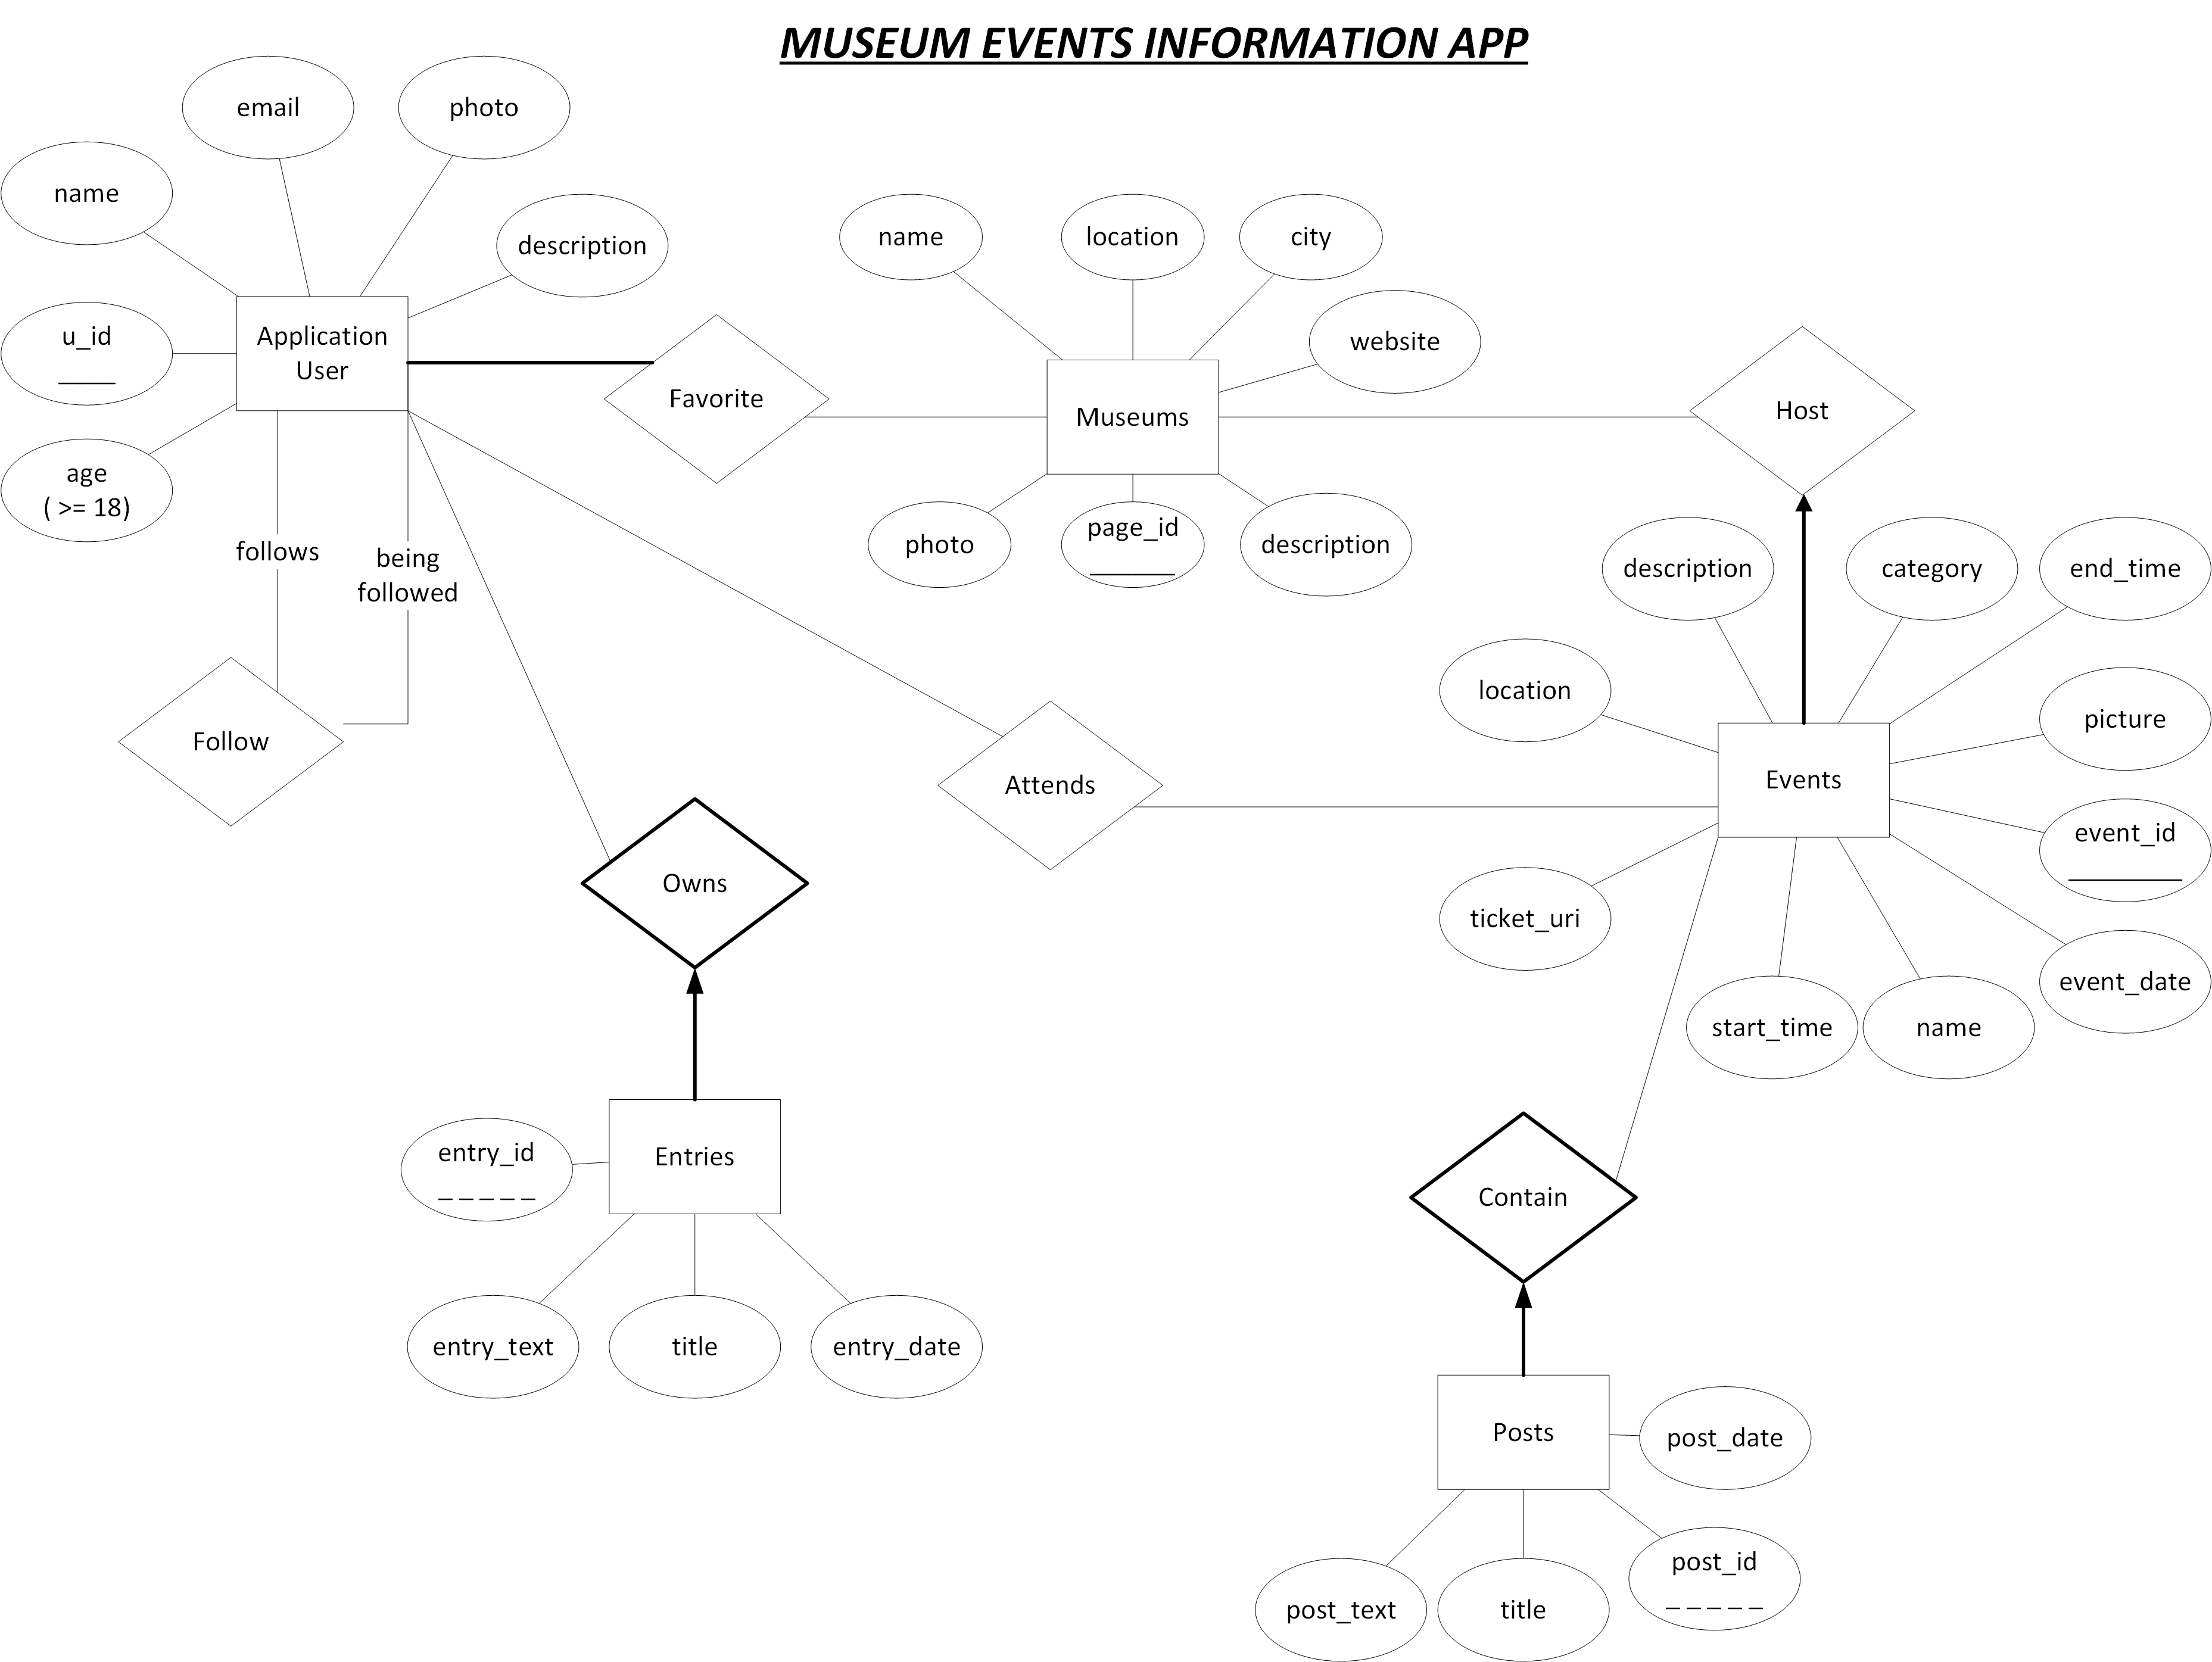 MUSEUM EVENTS INFORMATION APP
email
photo
name
description
u_id
Application
User
age
( >= 18)
follows
being
followed
Follow
Favorite
name
location
city
website
Museums
photo
page_id
description
Host
description
category
end_time
location
picture
Events
event_id
ticket_uri
event_date
start_time
name
Attends
Owns
entry_id
_ _ _ _ _
Entries
entry_text
title
entry_date
Contain
Posts
post_date
post_text
title
post_id
_ _ _ _ _